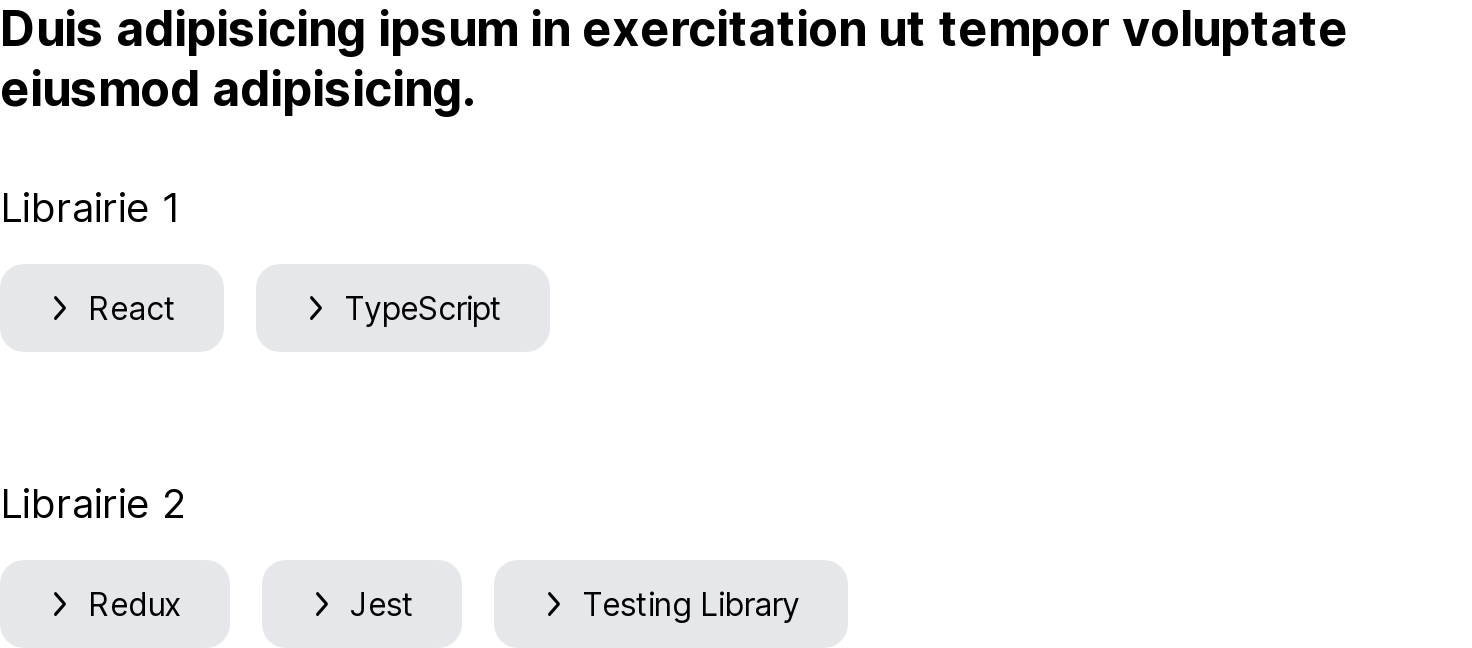 Duis adipisicing ipsum in exercitation ut tempor voluptate
eiusmod adipisicing.
Librairie 1
React
TypeScript
Librairie 2
Redux
Jest
Testing Library